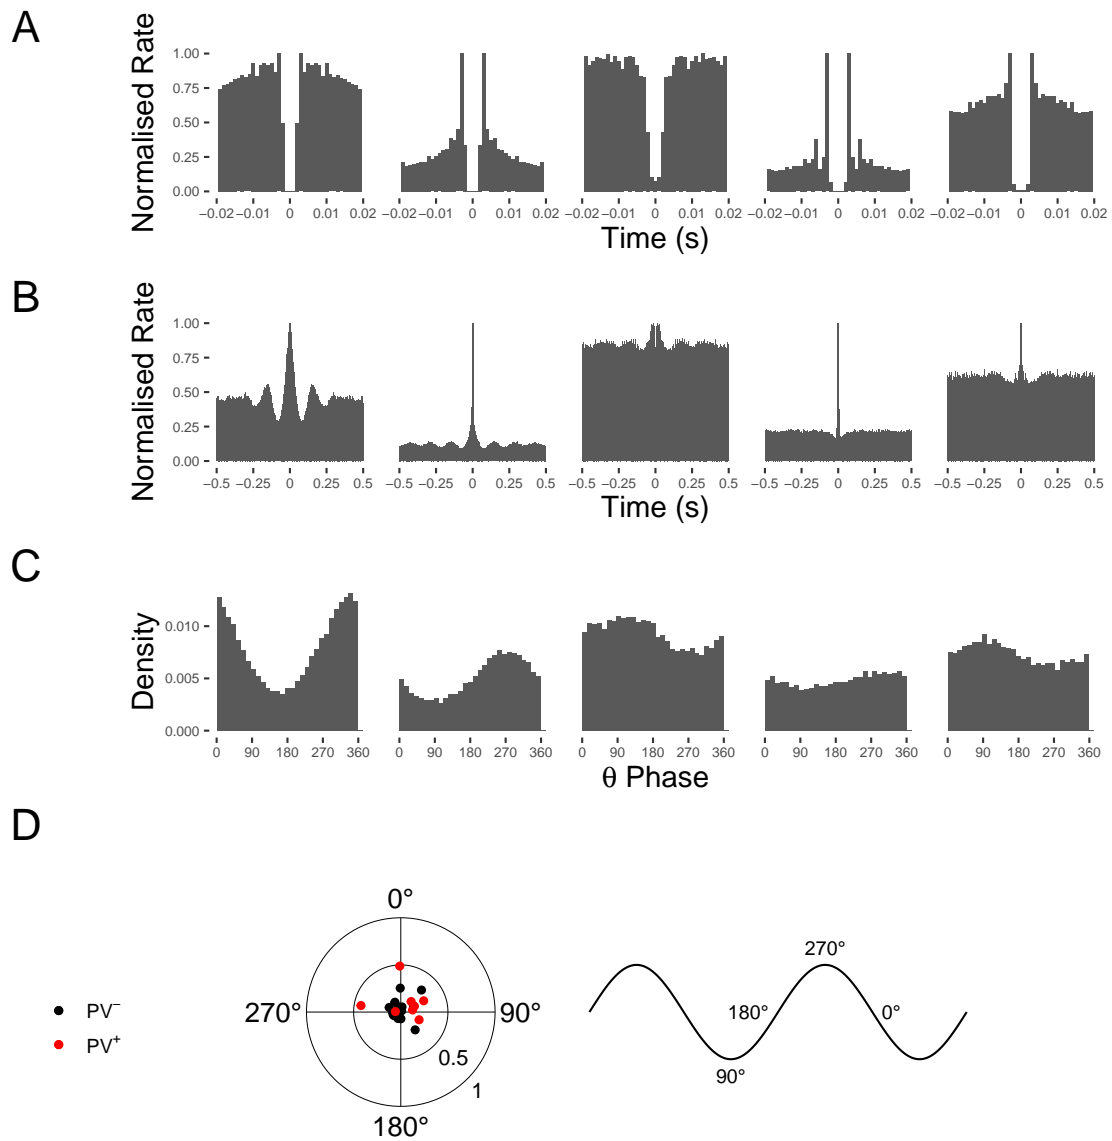 A
Normalised Rate
1.00
0.75
0.50
0.25
0.00
−0.02 −0.01 0 0.01 0.02 −0.02 −0.01 0 0.01 0.02 −0.02 −0.01 0 0.01 0.02 −0.02 −0.01 0 0.01 0.02 −0.02 −0.01 0 0.01 0.02
Time (s)
B
Normalised Rate
1.00
0.75
0.50
0.25
0.00
−0.5 −0.25 0 0.25 0.5 −0.5 −0.25 0 0.25 0.5 −0.5 −0.25 0 0.25 0.5 −0.5 −0.25 0 0.25 0.5 −0.5 −0.25 0 0.25 0.5
Time (s)
C
Density
0.010
0.005
0.000
0 90 180 270 360 0 90 180 270 360 0 90 180 270 360 0 90 180 270 360 0 90 180 270 360
θ Phase
D
PV⁻
PV⁺
0°
270° 90°
0.5
1
180°
270°
180° 0°
90°